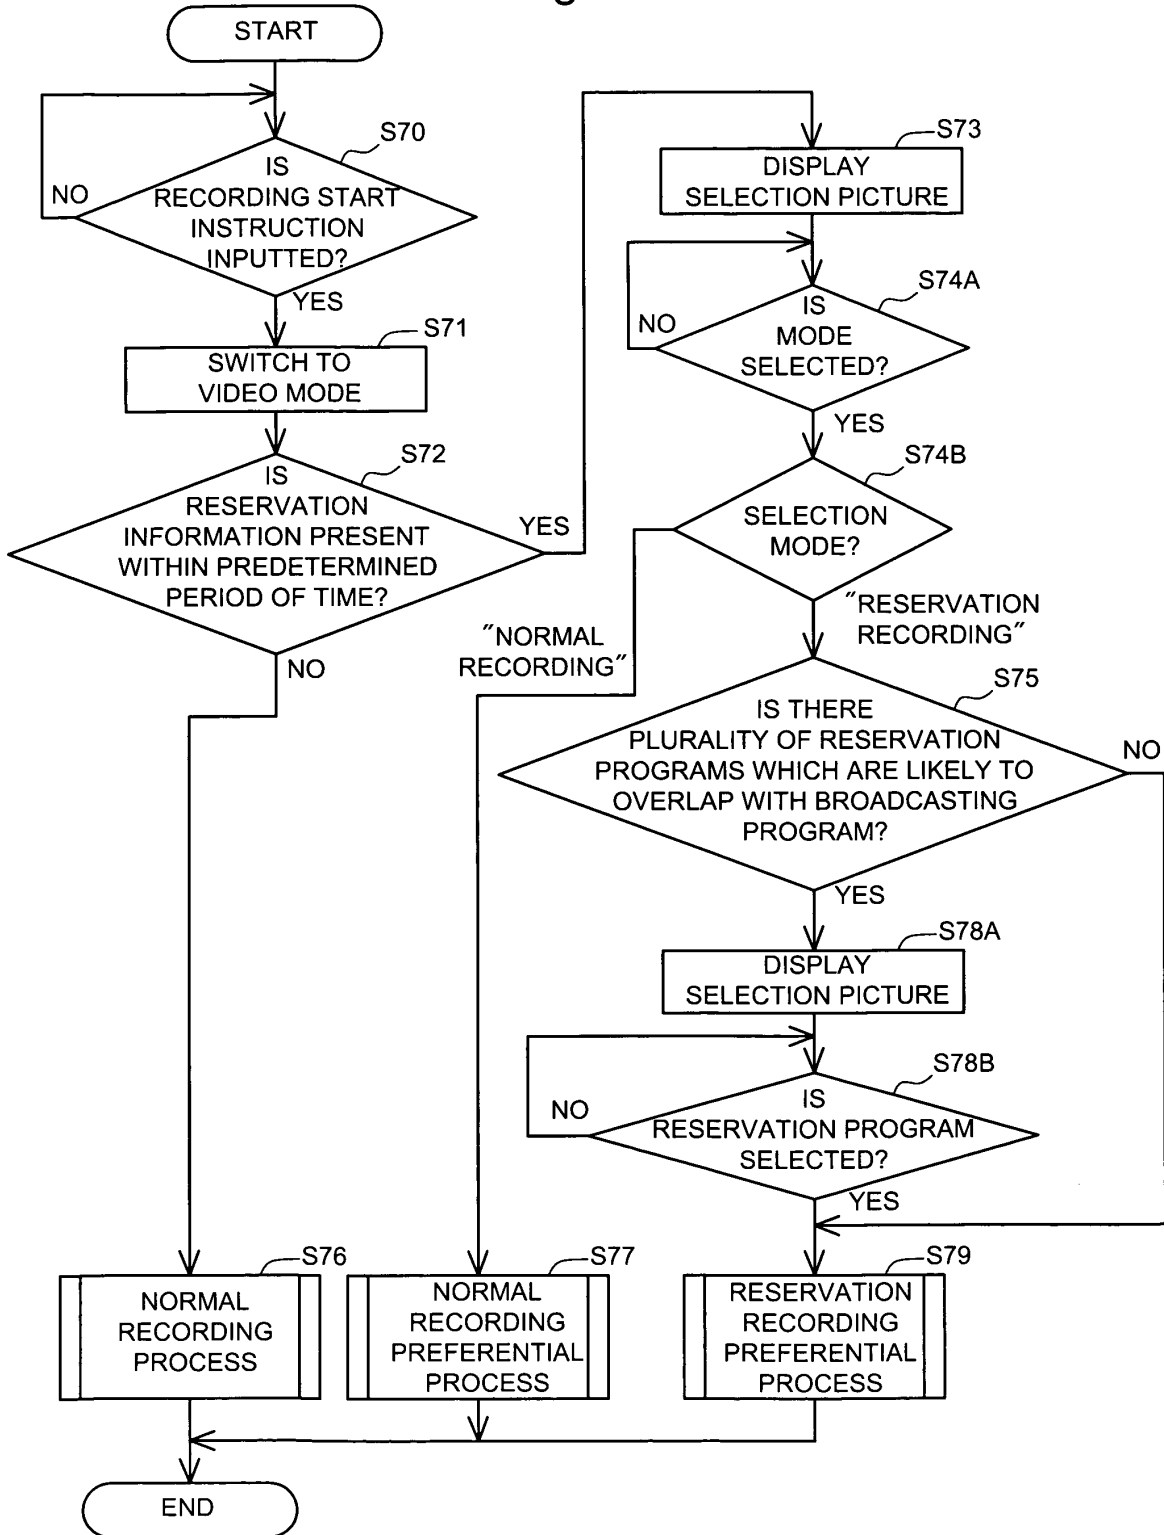 START
S70
IS
RECORDING START
INSTRUCTION
INPUTTED?
NO
YES
S71
SWITCH TO
VIDEO MODE
S72
IS
RESERVATION
INFORMATION PRESENT
WITHIN PREDETERMINED
PERIOD OF TIME?
YES
NO
S73
DISPLAY
SELECTION PICTURE
S74A
IS
MODE
SELECTED?
NO
YES
S74B
SELECTION
MODE?
"NORMAL
RECORDING"
"RESERVATION
RECORDING"
S75
IS THERE
PLURALITY OF RESERVATION
PROGRAMS WHICH ARE LIKELY TO
OVERLAP WITH BROADCASTING
PROGRAM?
NO
YES
S78A
DISPLAY
SELECTION PICTURE
S78B
IS
RESERVATION PROGRAM
SELECTED?
NO
YES
S76
NORMAL
RECORDING
PROCESS
S77
NORMAL
RECORDING
PREFERENTIAL
PROCESS
S79
RESERVATION
RECORDING
PREFERENTIAL
PROCESS
END